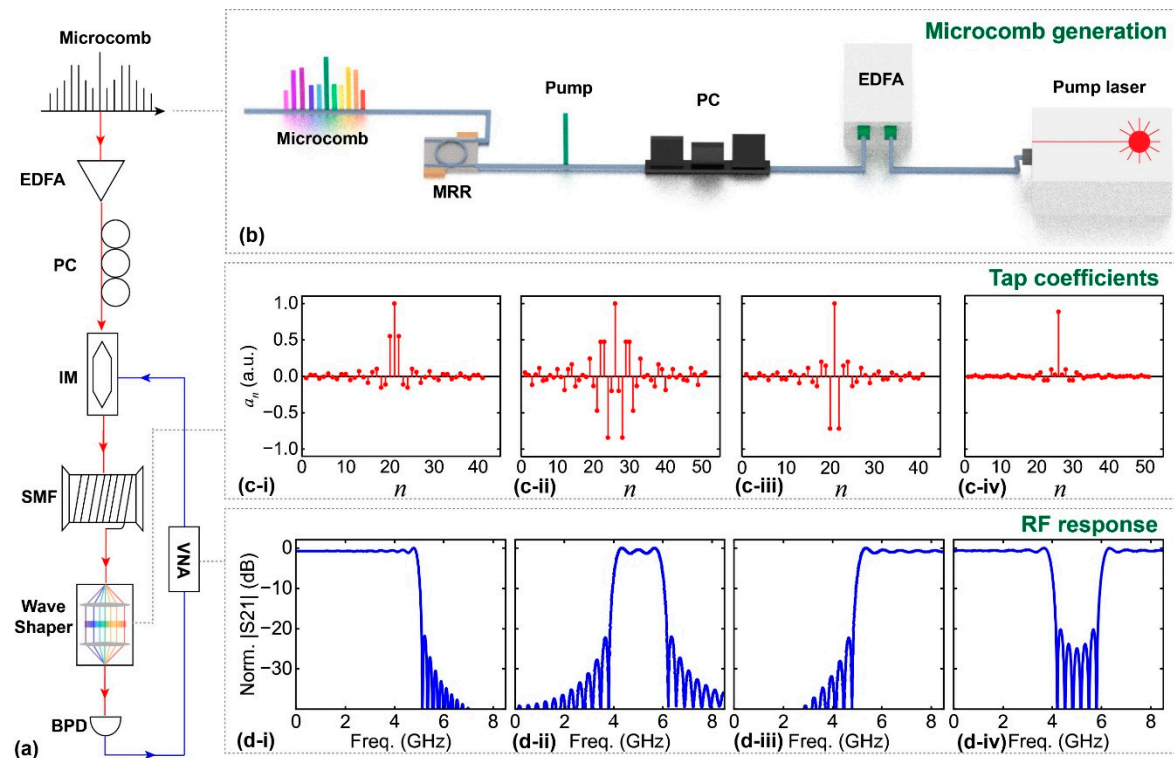 Microcomb
EDFA
PC
IM
SMF
VNA
Wave
Shaper
BPD
(a)
Microcomb generation
Microcomb
MRR
Pump
PC
EDFA
Pump laser
(b)
Tap coefficients
aₙ (a.u.)
1.0
0.5
0.0
−0.5
−1.0
0 10 20 30 40
(c-i) n
0 10 20 30 40 50
(c-ii) n
0 10 20 30 40
(c-iii) n
0 10 20 30 40 50
(c-iv) n
RF response
Norm. |S21| (dB)
0
−10
−20
−30
0 2 4 6 8
(d-i) Freq. (GHz)
0 2 4 6 8
(d-ii) Freq. (GHz)
0 2 4 6 8
(d-iii) Freq. (GHz)
0 2 4 6 8
(d-iv) Freq. (GHz)